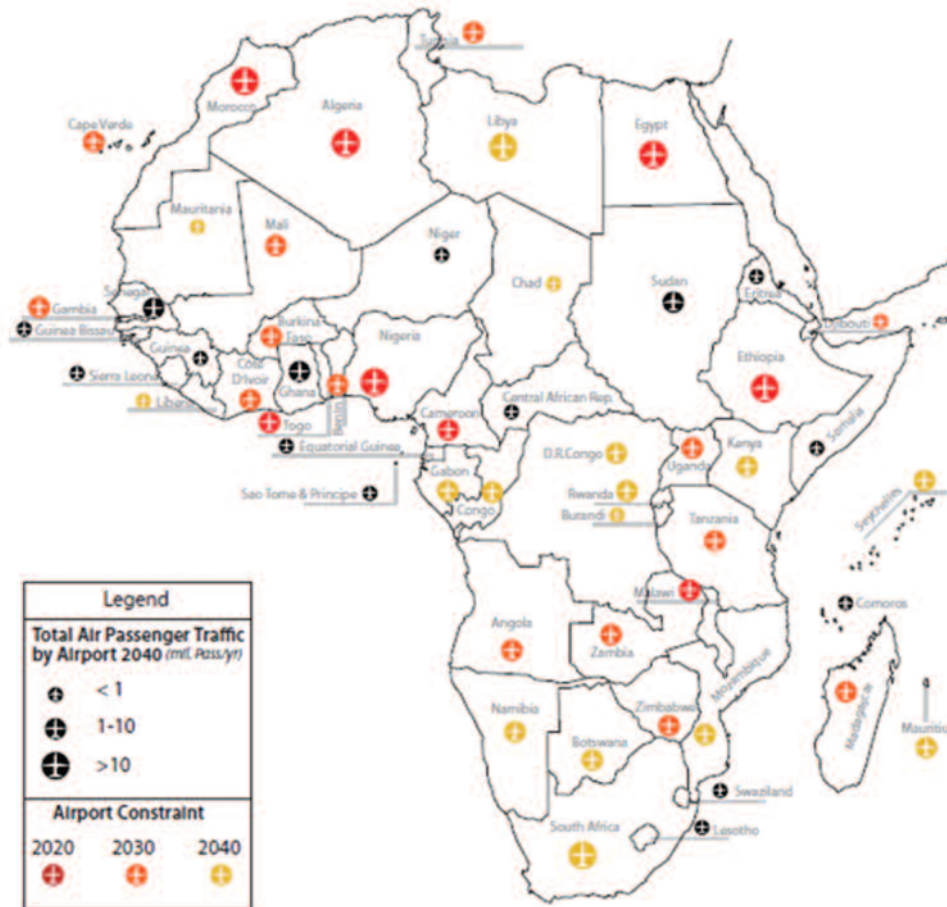 Tunisia
Morocco
Algeria
Libya
Egypt
Cape Verde
Mauritania
Mali
Niger
Chad
Sudan
Eritrea
Senegal
Gambia
Guinea Bissau
Burkina
Faso
Nigeria
Djibouti
Guinea
Cote
D'Ivoir
Ghana
Benin
Ethiopia
Sierra Leone
Liberia
Togo
Cameroon
Central African Rep.
Somalia
Equatorial Guinea
Gabon
D.R.Congo
Uganda
Kenya
Sao Tome & Principe
Congo
Rwanda
Burandi
Seychelles
Tanzania
Malawi
Comoros
Angola
Zambia
Mozambique
Madagascar
Namibia
Zimbabwe
Mauritiu
Botswana
Swaziland
South Africa
Lesotho
Legend
Total Air Passenger Traffic
by Airport 2040 (mil. Pass/yr)
< 1
1-10
>10
Airport Constraint
2020 2030 2040